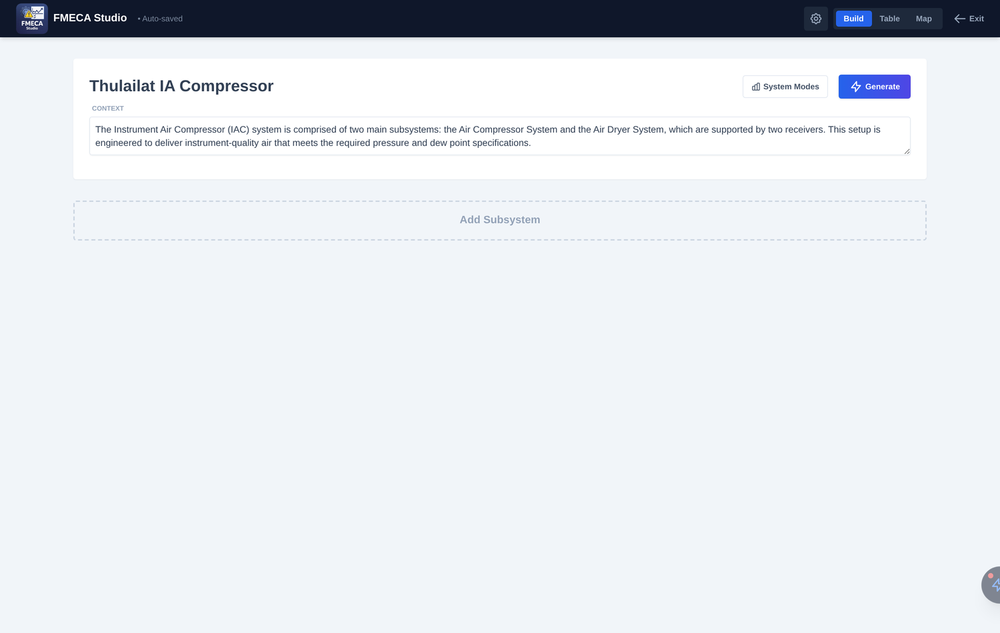 FMECA
Studio
FMECA Studio
• Auto-saved
Build
Table
Map
Exit
Thulailat IA Compressor
System Modes
Generate
CONTEXT
The Instrument Air Compressor (IAC) system is comprised of two main subsystems: the Air Compressor System and the Air Dryer System, which are supported by two receivers. This setup is
engineered to deliver instrument-quality air that meets the required pressure and dew point specifications.
Add Subsystem